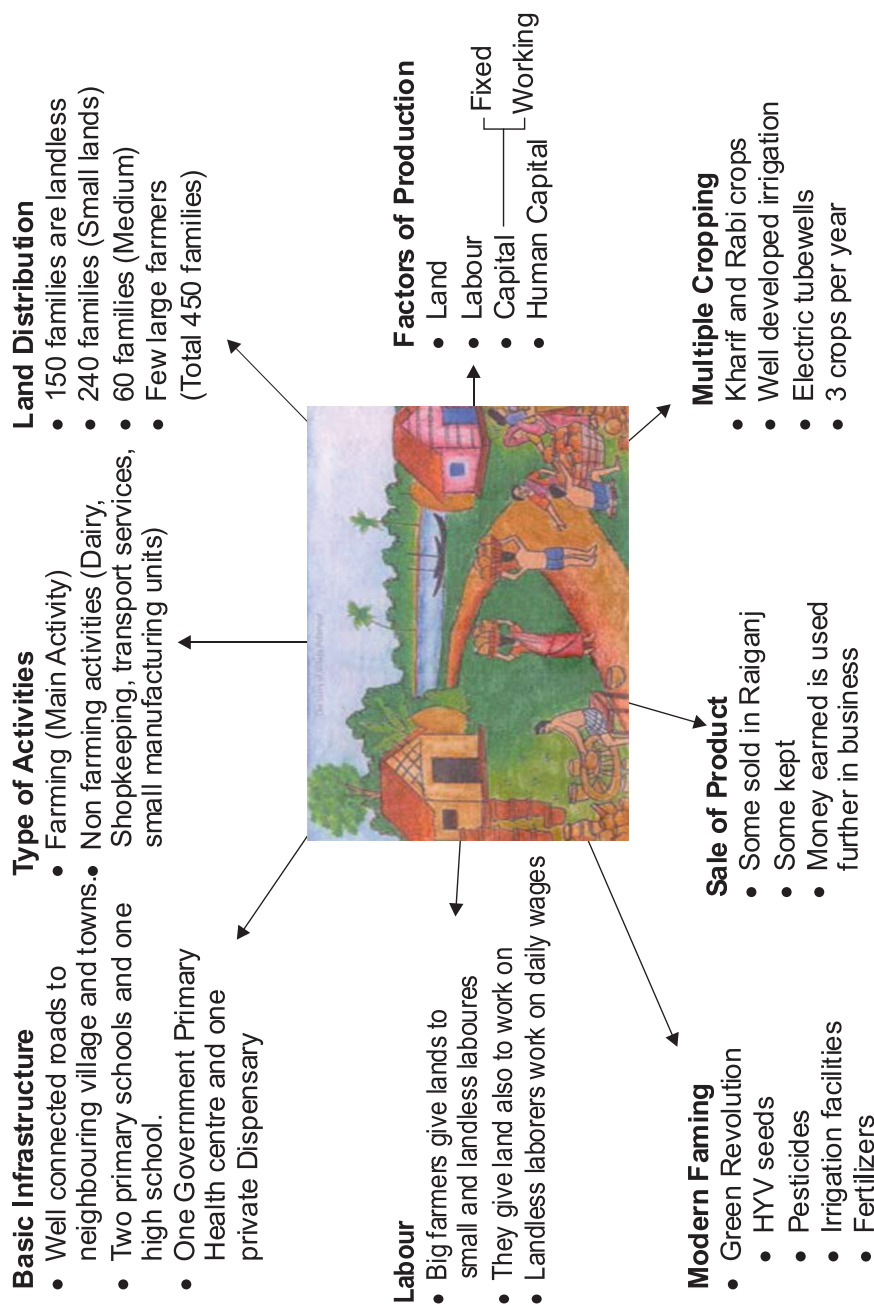 Basic Infrastructure
• Well connected roads to
neighbouring village and towns.
• Two primary schools and one
high school.
• One Government Primary
Health centre and one
private Dispensary
Type of Activities
• Farming (Main Activity)
• Non farming activities (Dairy,
Shopkeeping, transport services,
small manufacturing units)
Land Distribution
• 150 families are landless
• 240 families (Small lands)
• 60 families (Medium)
• Few large farmers
(Total 450 families)
Labour
• Big farmers give lands to
small and landless laboures
• They give land also to work on
• Landless laborers work on daily wages
Factors of Production
• Land
• Labour
• Capital
Fixed
Working
• Human Capital
Modern Faming
• Green Revolution
• HYV seeds
• Pesticides
• Irrigation facilities
• Fertilizers
Sale of Product
• Some sold in Raiganj
• Some kept
• Money earned is used
further in business
Multiple Cropping
• Kharif and Rabi crops
• Well developed irrigation
• Electric tubewells
• 3 crops per year